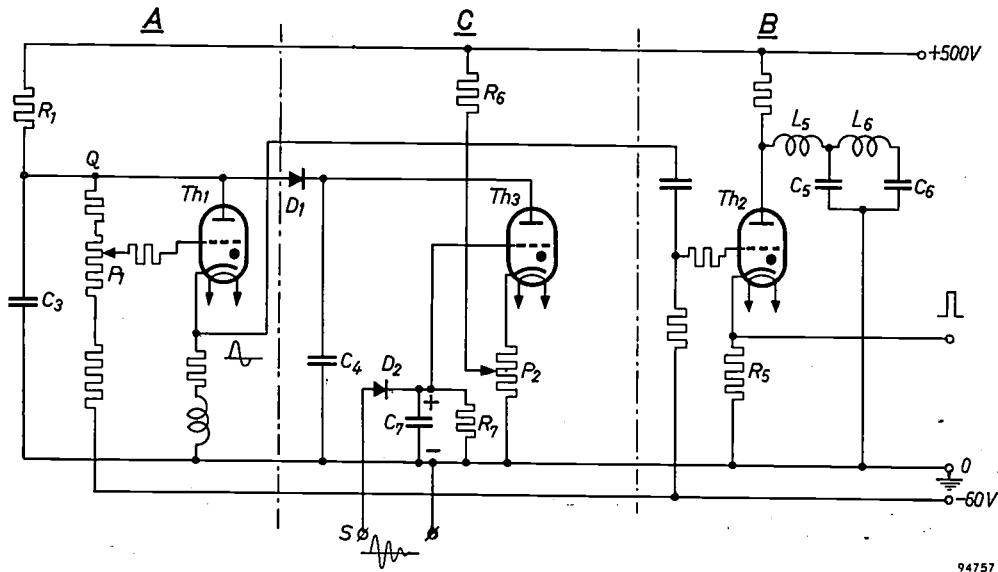 A
C
B
+500V
R1
R6
L5
L6
Q
Th1
D1
Th3
Th2
C5
C6
P1
C3
C4
D2
P2
R5
C7
+
R7
−
0
−60V
S
94757